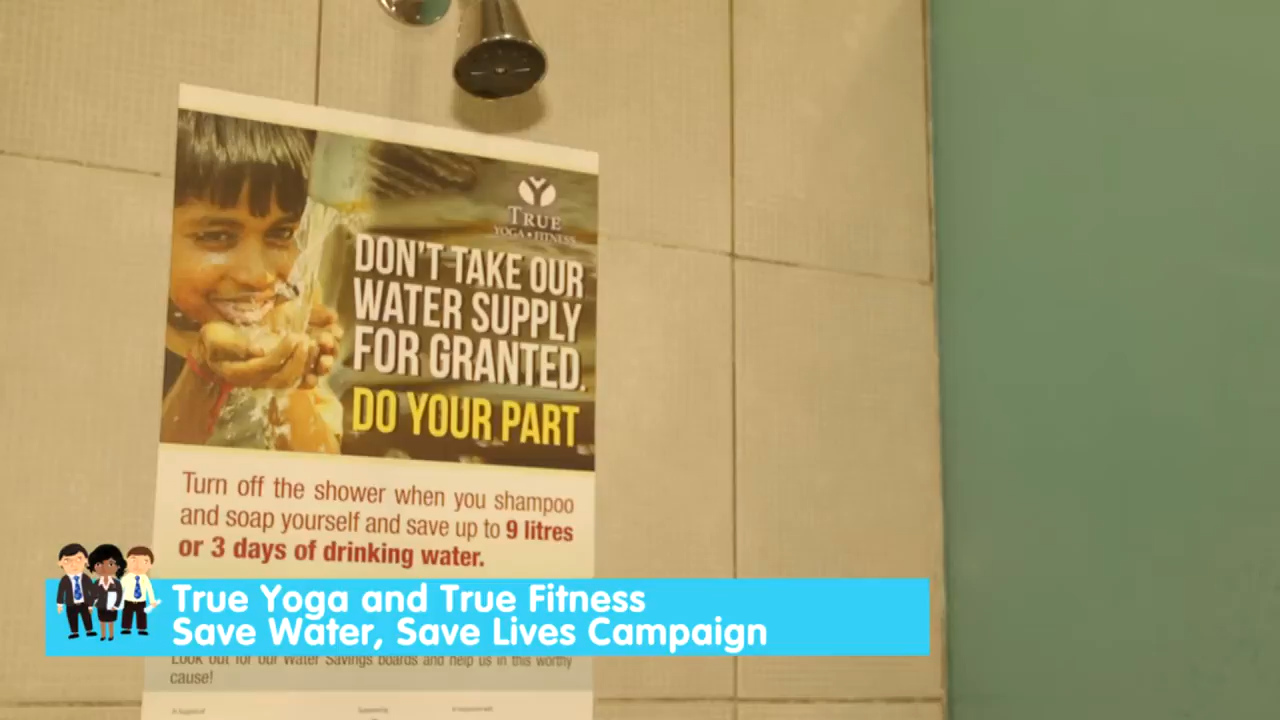 TRUE
YOGA • FITNESS
DON'T TAKE OUR
WATER SUPPLY
FOR GRANTED.
DO YOUR PART
Turn off the shower when you shampoo
and soap yourself and save up to 9 litres
or 3 days of drinking water.
True Yoga and True Fitness
Save Water, Save Lives Campaign
Look out for our Water Savings boards and help us in this worthy
cause!